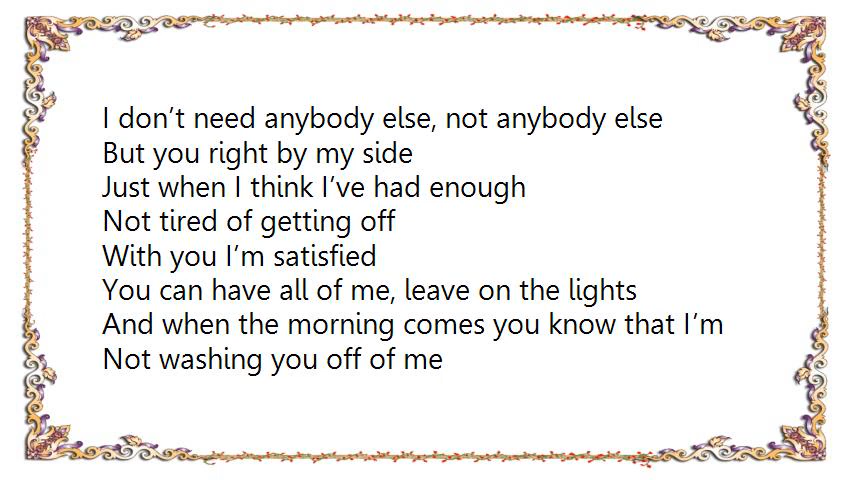 I don’t need anybody else, not anybody else
But you right by my side
Just when I think I’ve had enough
Not tired of getting off
With you I’m satisfied
You can have all of me, leave on the lights
And when the morning comes you know that I’m
Not washing you off of me